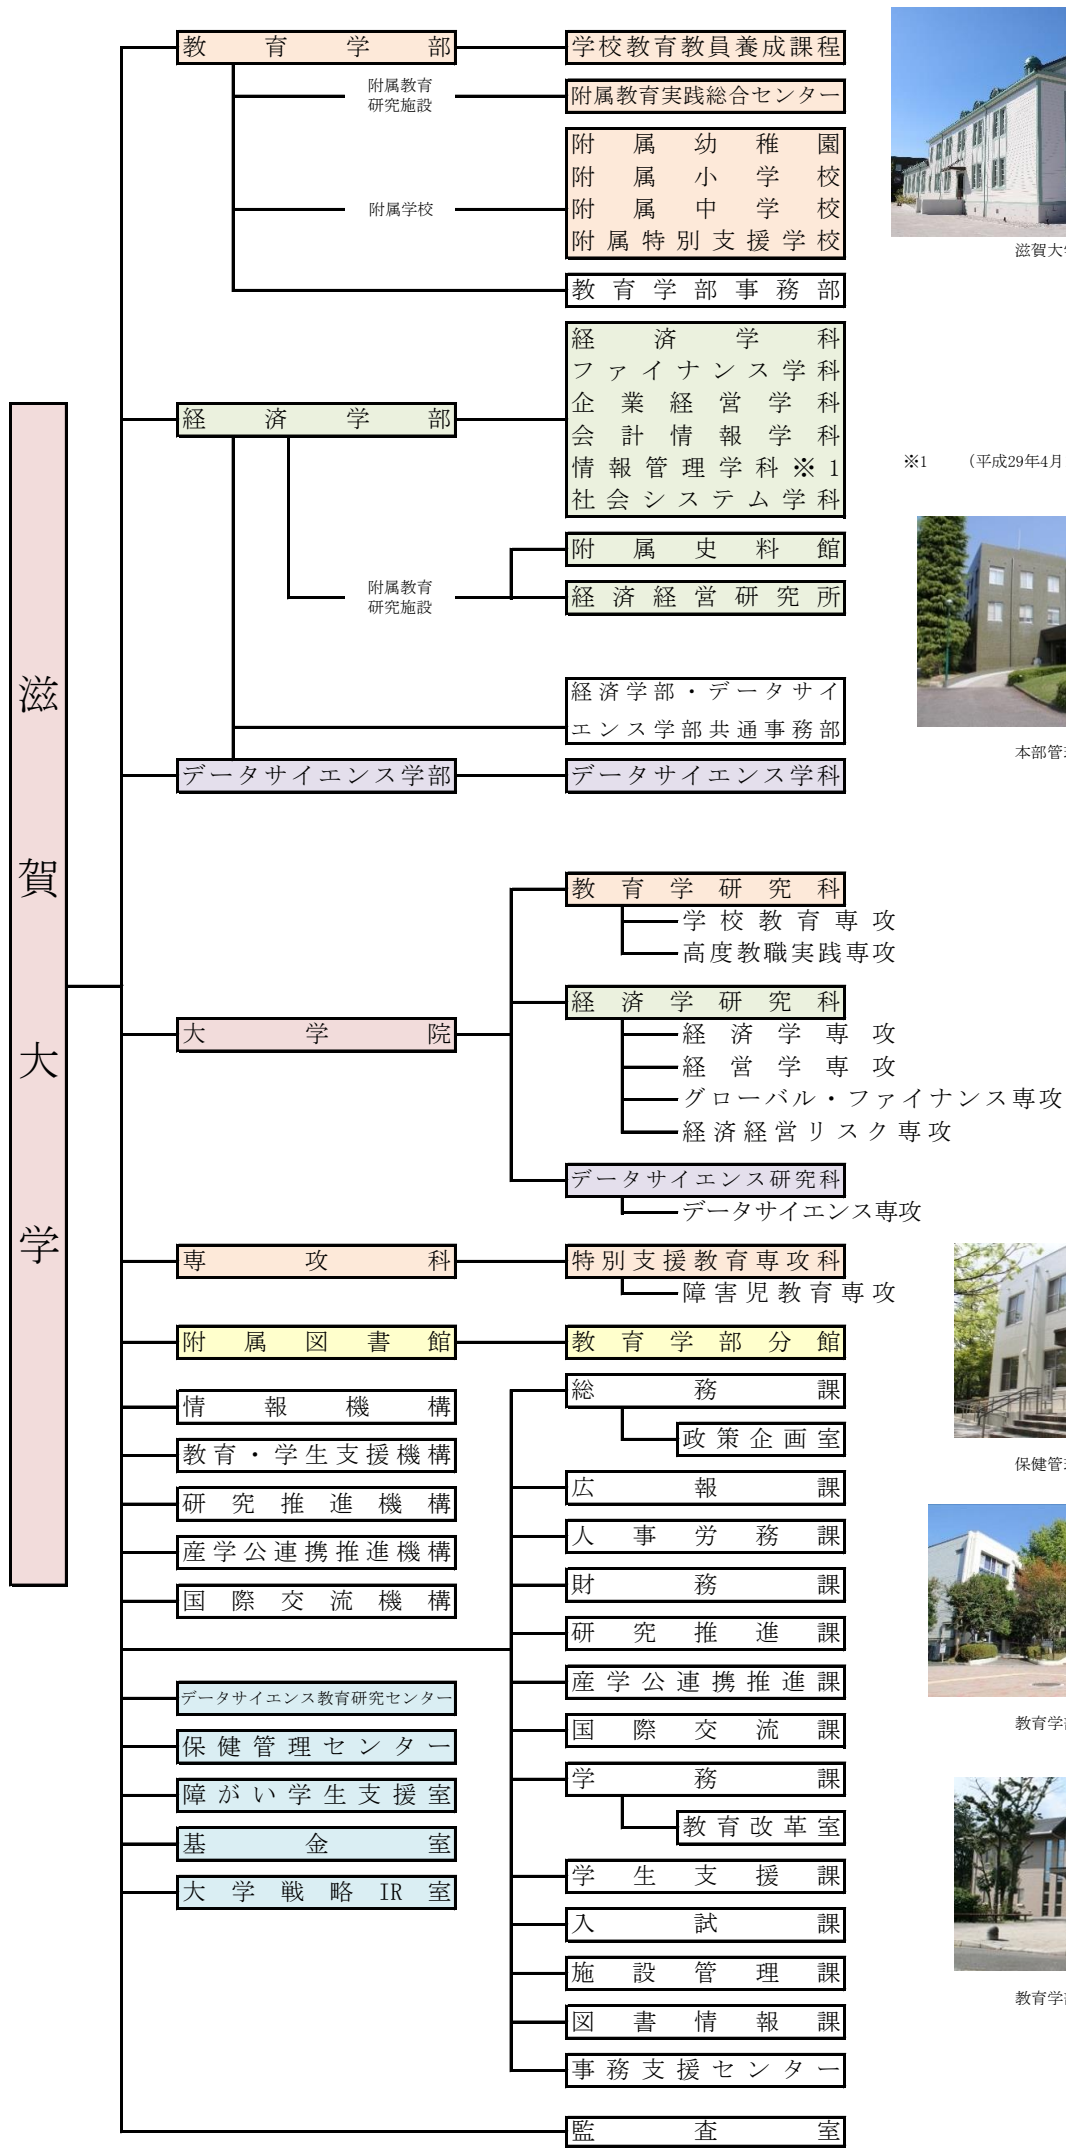 滋賀大学
教育学部
学校教育教員養成課程
附属教育
研究施設
附属教育実践総合センター
附属学校
附属幼稚園
附属小学校
附属中学校
附属特別支援学校
教育学部事務部
滋賀大
経済学部
経済学科
ファイナンス学科
企業経営学科
会計情報学科
情報管理学科※1
社会システム学科
※1 (平成29年4月
附属教育
研究施設
附属史料館
経済経営研究所
経済学部・データサイ
エンス学部共通事務部
本部管
データサイエンス学部
データサイエンス学科
大学院
教育学研究科
学校教育専攻
高度教職実践専攻
経済学研究科
経済学専攻
経営学専攻
グローバル・ファイナンス専攻
経済経営リスク専攻
データサイエンス研究科
データサイエンス専攻
専攻科
特別支援教育専攻科
障害児教育専攻
附属図書館
教育学部分館
情報機構
教育・学生支援機構
研究推進機構
産学公連携推進機構
国際交流機構
総務課
政策企画室
広報課
人事労務課
財務課
研究推進課
産学公連携推進課
国際交流課
学務課
教育改革室
学生支援課
入試課
施設管理課
図書情報課
事務支援センター
データサイエンス教育研究センター
保健管理センター
障がい学生支援室
基金室
大学戦略IR室
監査室
保健管
教育学
教育学